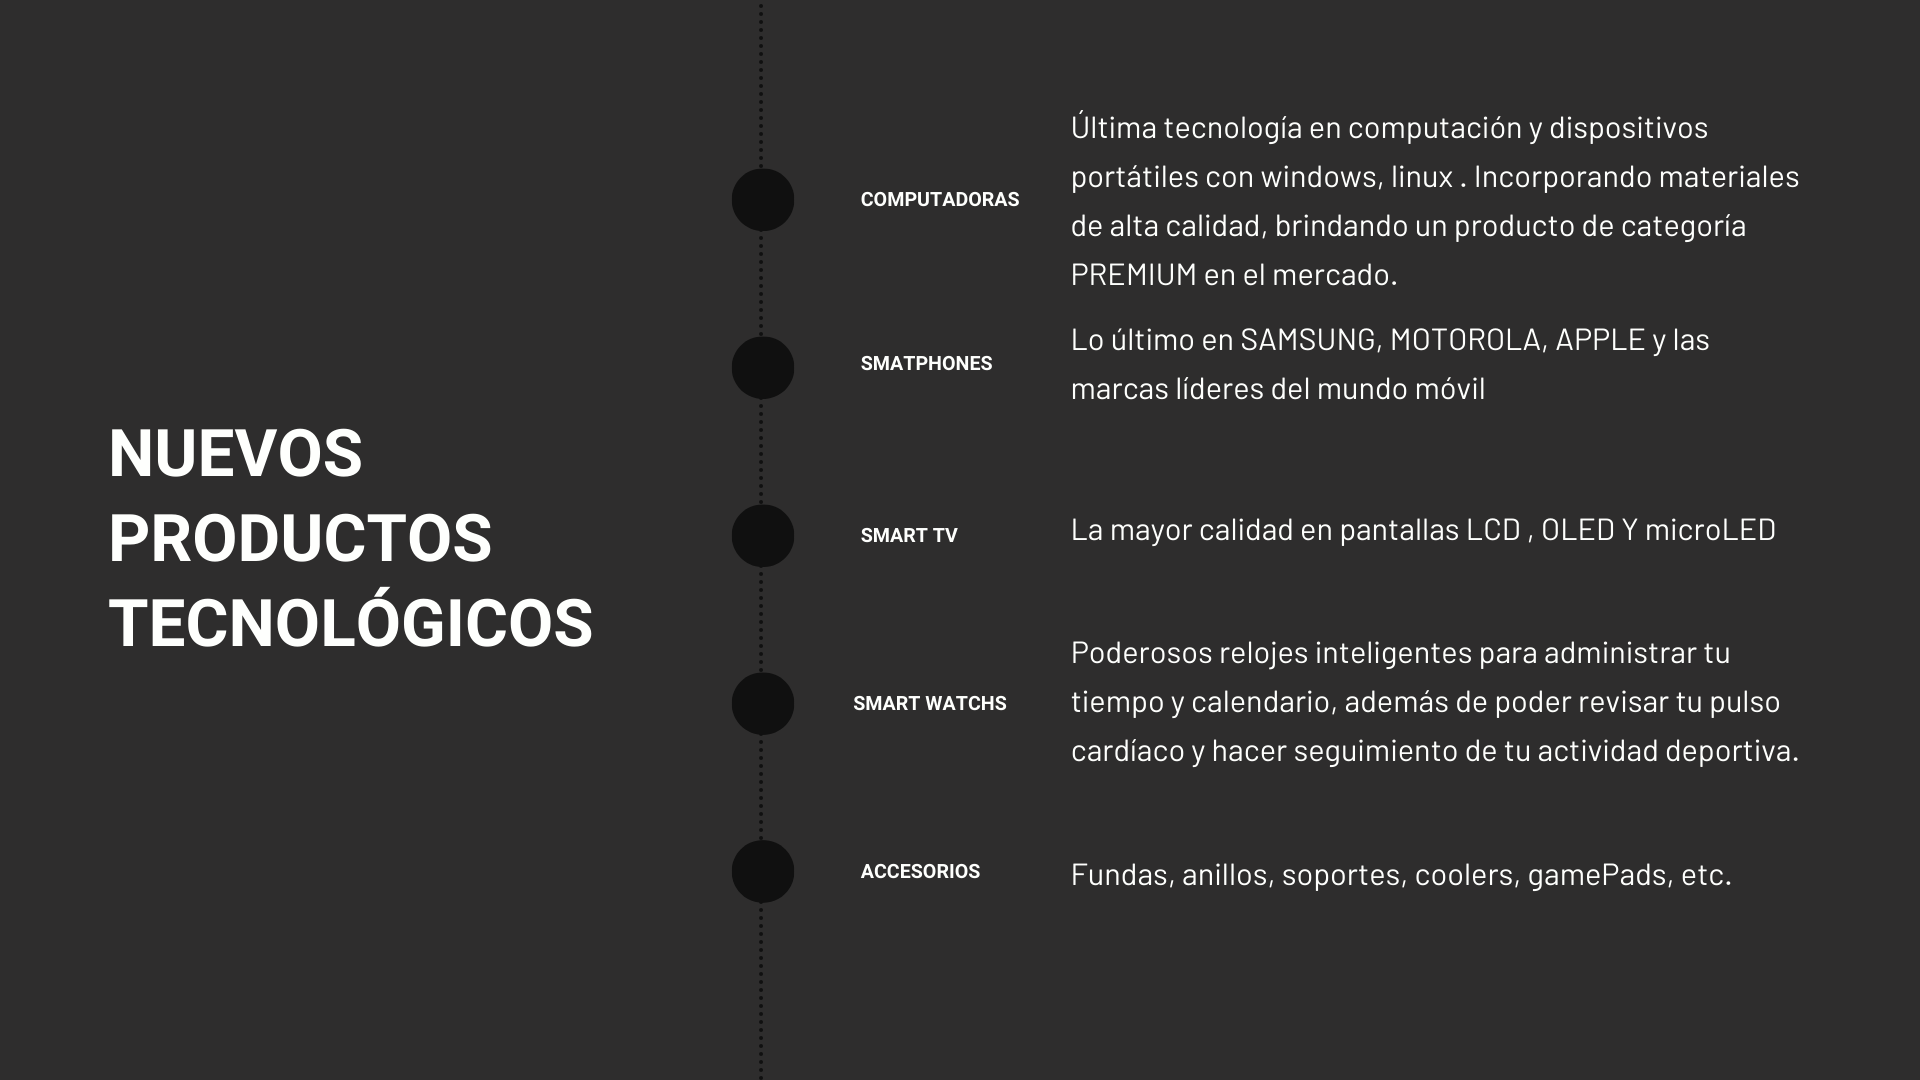 NUEVOS
PRODUCTOS
TECNOLÓGICOS
COMPUTADORAS
Última tecnología en computación y dispositivos
portátiles con windows, linux . Incorporando materiales
de alta calidad, brindando un producto de categoría
PREMIUM en el mercado.
SMATPHONES
Lo último en SAMSUNG, MOTOROLA, APPLE y las
marcas líderes del mundo móvil
SMART TV
La mayor calidad en pantallas LCD , OLED Y microLED
SMART WATCHS
Poderosos relojes inteligentes para administrar tu
tiempo y calendario, además de poder revisar tu pulso
cardíaco y hacer seguimiento de tu actividad deportiva.
ACCESORIOS
Fundas, anillos, soportes, coolers, gamePads, etc.